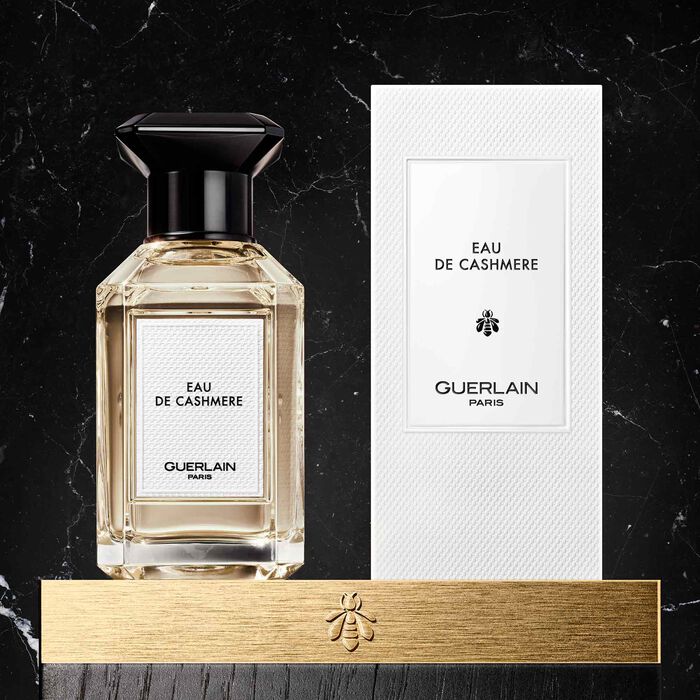 EAU
DE CASHMERE
GUERLAIN
PARIS
EAU
DE CASHMERE
GUERLAIN
PARIS